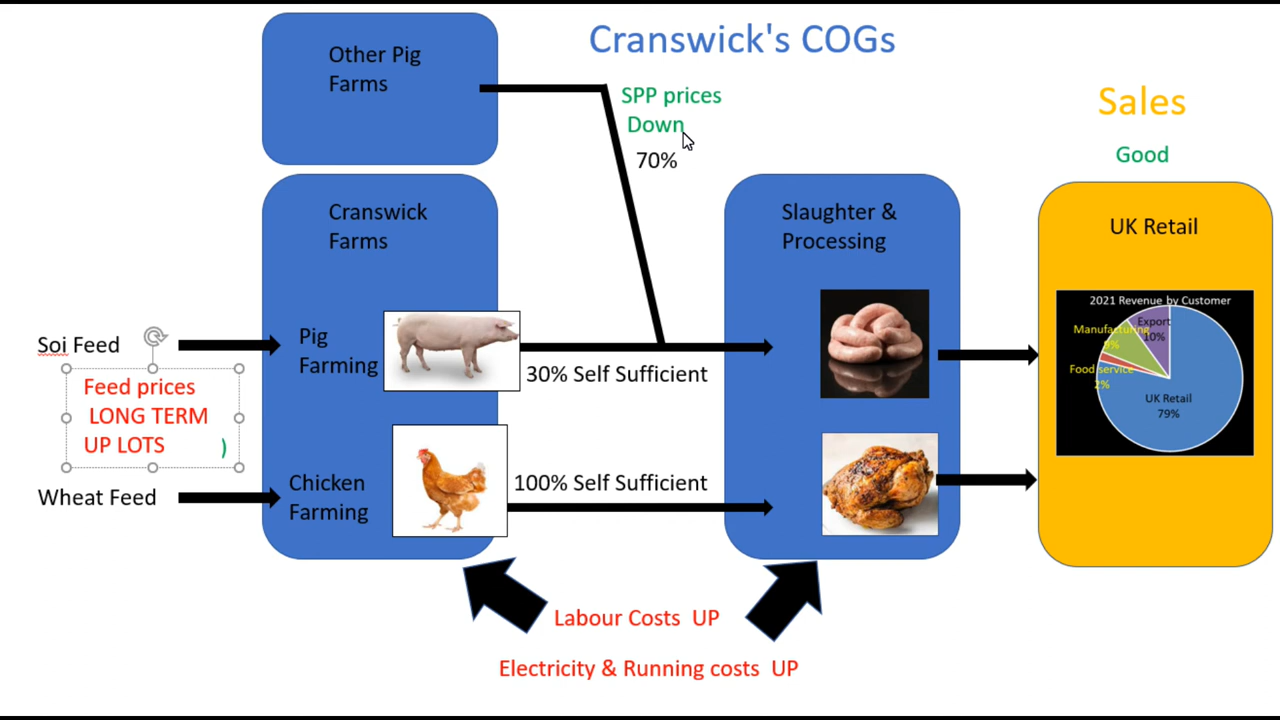 Cranswick's COGs
Other Pig
Farms
SPP prices
Down
70%
Sales
Good
Cranswick
Farms
Slaughter &
Processing
UK Retail
2021 Revenue by Customer
Export
10%
Manufacturing
Food service
2%
UK Retail
79%
Soi Feed
Pig
Farming
30% Self Sufficient
Feed prices
LONG TERM
UP LOTS )
Wheat Feed
Chicken
Farming
100% Self Sufficient
Labour Costs UP
Electricity & Running costs UP